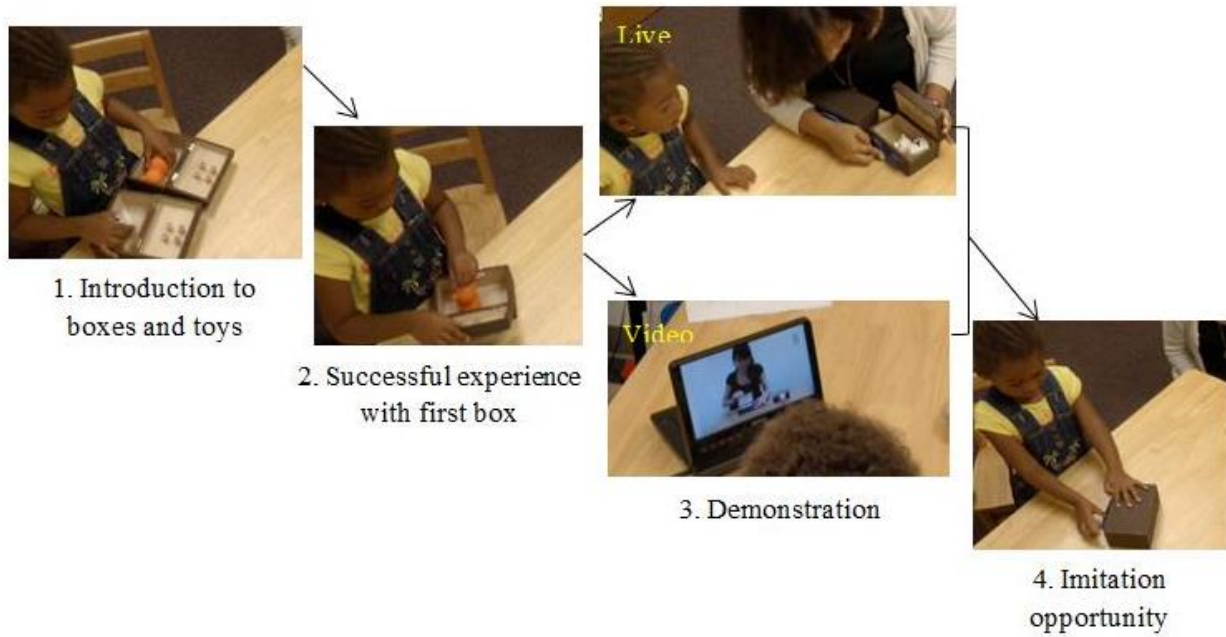 Live
1. Introduction to
boxes and toys
2. Successful experience
with first box
Video
3. Demonstration
4. Imitation
opportunity